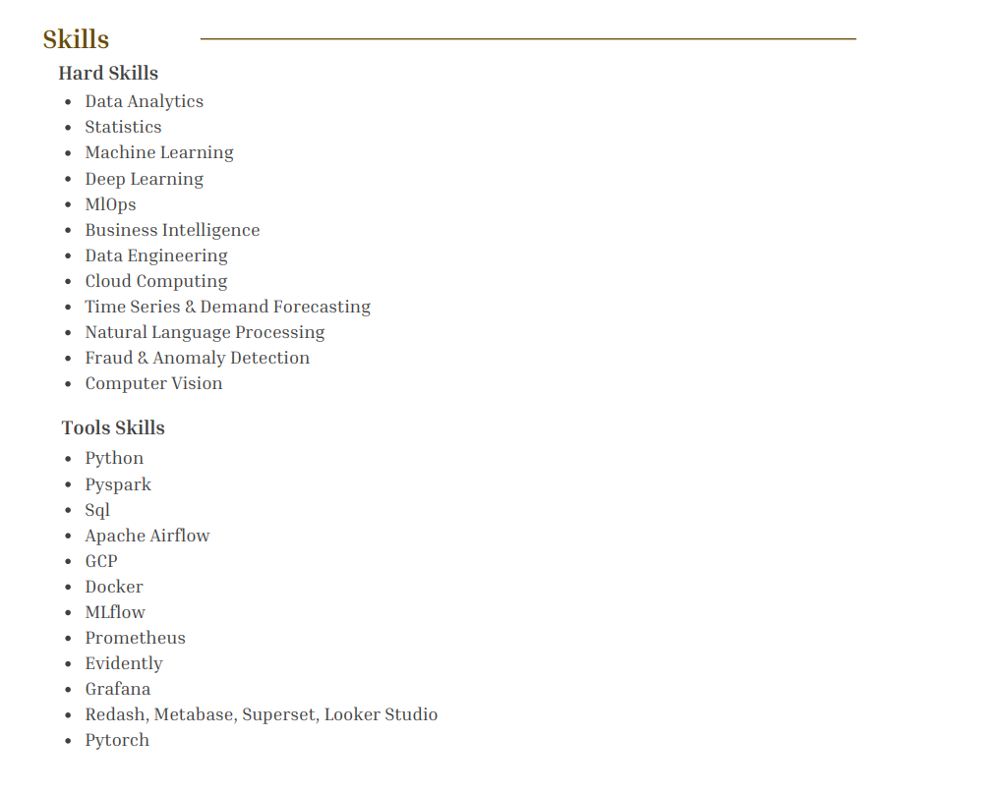 Skills
Hard Skills
• Data Analytics
• Statistics
• Machine Learning
• Deep Learning
• MlOps
• Business Intelligence
• Data Engineering
• Cloud Computing
• Time Series & Demand Forecasting
• Natural Language Processing
• Fraud & Anomaly Detection
• Computer Vision
Tools Skills
• Python
• Pyspark
• Sql
• Apache Airflow
• GCP
• Docker
• MLflow
• Prometheus
• Evidently
• Grafana
• Redash, Metabase, Superset, Looker Studio
• Pytorch